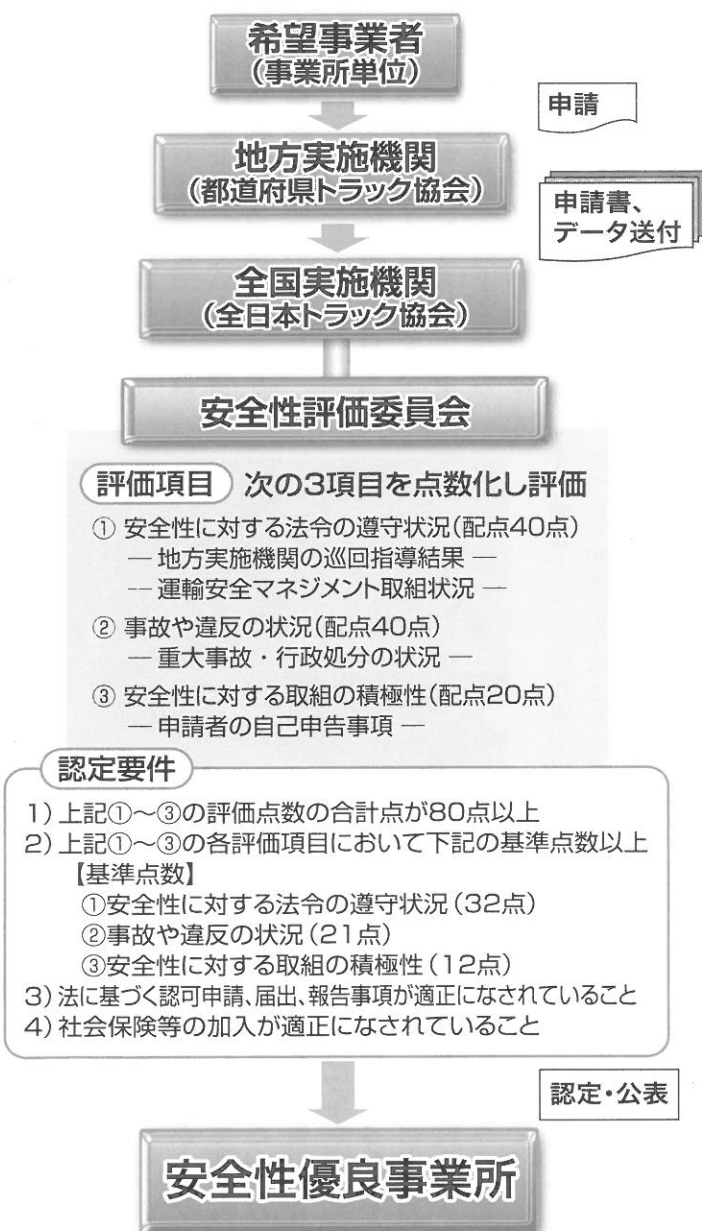 希望事業者
(事業所単位)
申請
地方実施機関
(都道府県トラック協会)
申請書、
データ送付
全国実施機関
(全日本トラック協会)
安全性評価委員会
評価項目 次の3項目を点数化し評価
① 安全性に対する法令の遵守状況(配点40点)
― 地方実施機関の巡回指導結果 ―
-- 運輸安全マネジメント取組状況 ―
② 事故や違反の状況(配点40点)
― 重大事故・行政処分の状況 ―
③ 安全性に対する取組の積極性(配点20点)
― 申請者の自己申告事項 ―
認定要件
1) 上記①～③の評価点数の合計点が80点以上
2) 上記①～③の各評価項目において下記の基準点数以上
【基準点数】
①安全性に対する法令の遵守状況(32点)
②事故や違反の状況(21点)
③安全性に対する取組の積極性(12点)
3) 法に基づく認可申請、届出、報告事項が適正になされていること
4) 社会保険等の加入が適正になされていること
認定・公表
安全性優良事業所